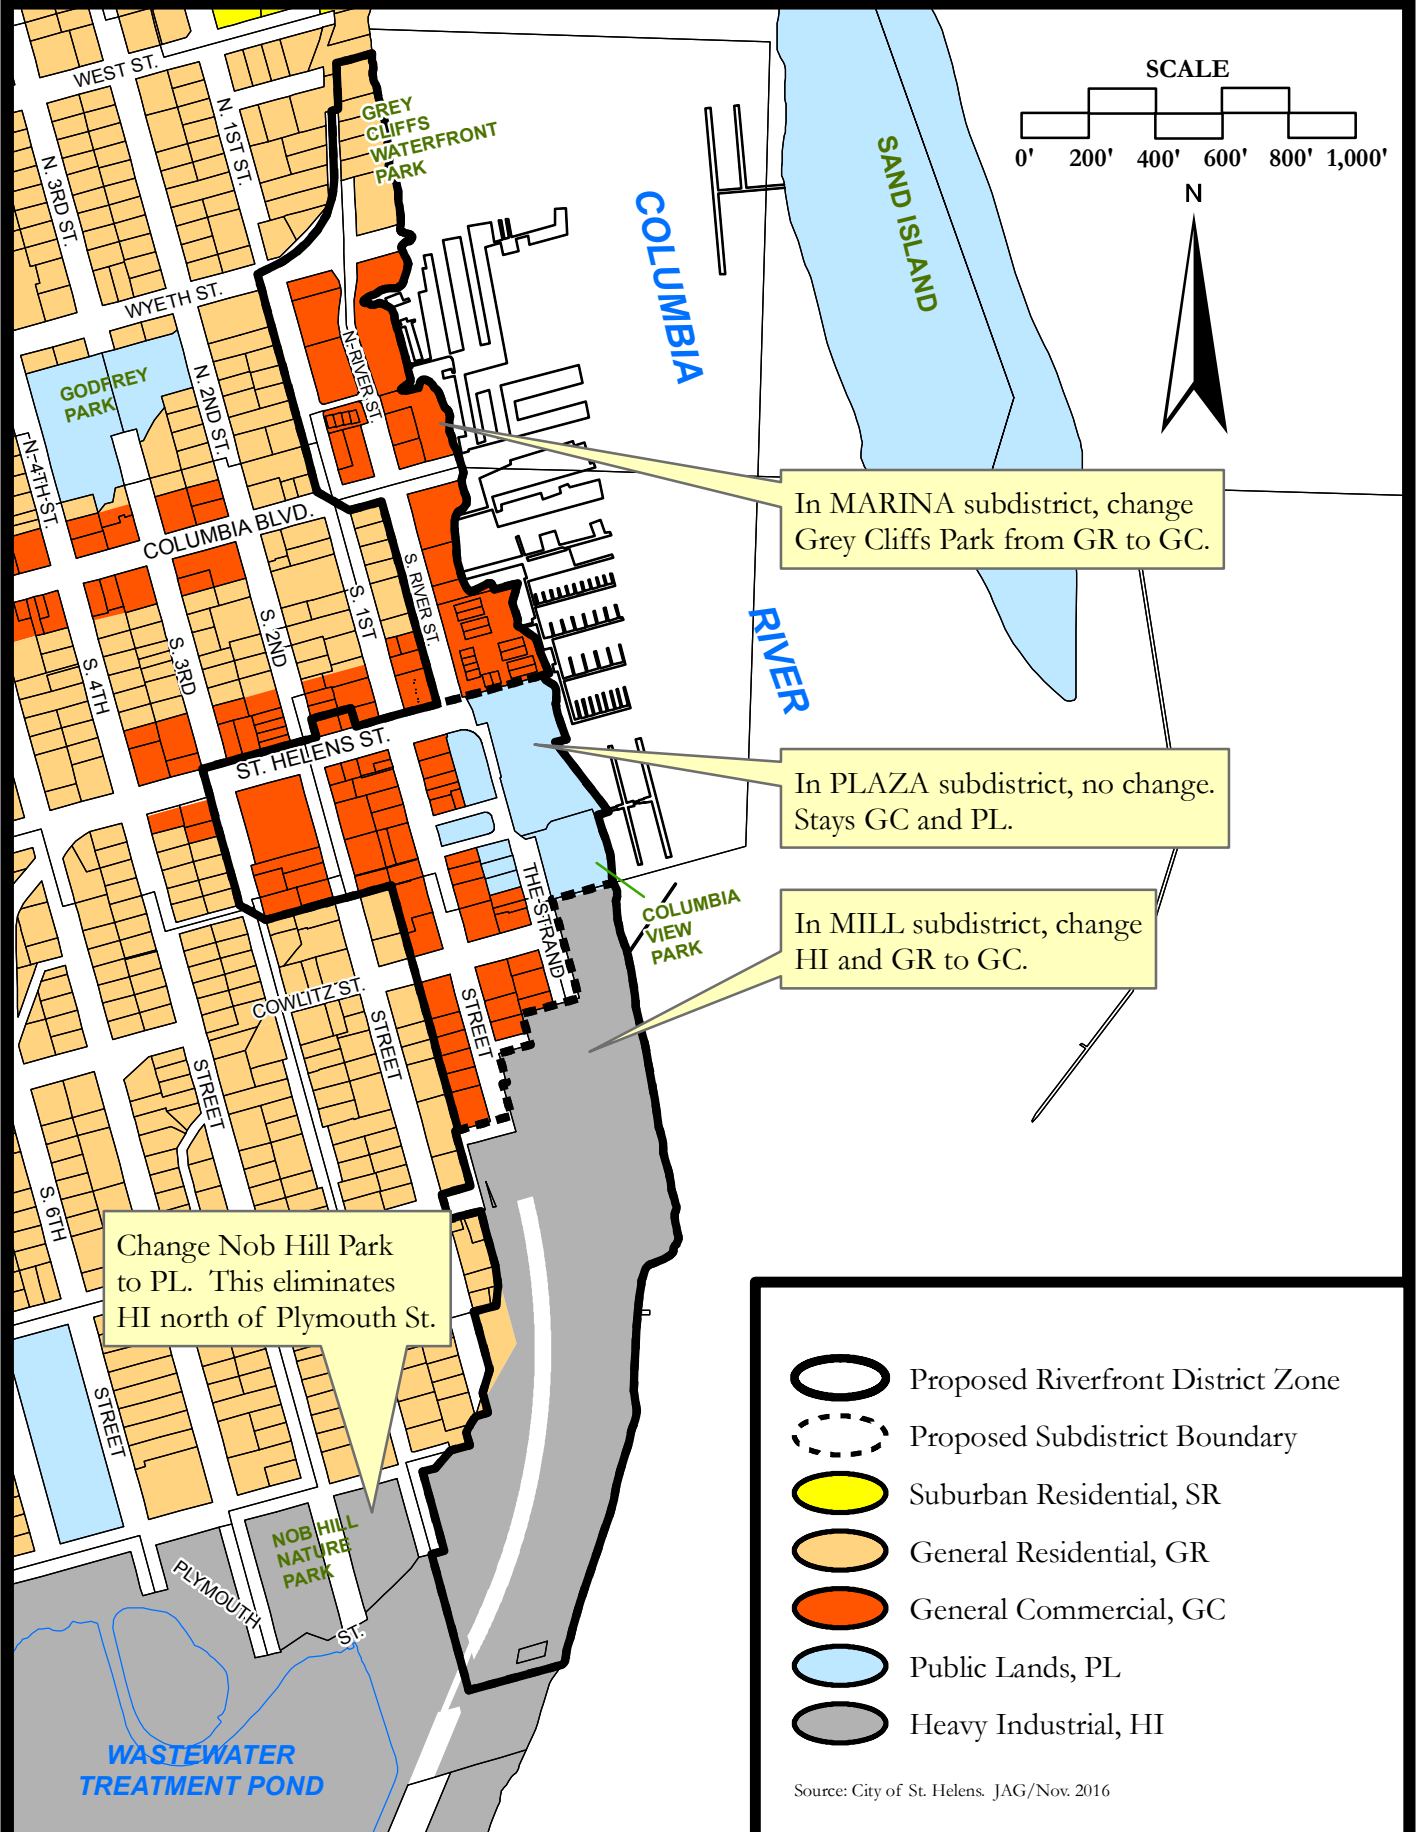 WEST ST.
N. 1ST ST.
N. 3RD ST.
GREY
CLIFFS
WATERFRONT
PARK
COLUMBIA
SAND ISLAND
SCALE
0' 200' 400' 600' 800' 1,000'
N
WYETH ST.
GODFREY
PARK
N. 2ND ST.
N. RIVER ST.
N. 4TH ST.
COLUMBIA BLVD.
In MARINA subdistrict, change
Grey Cliffs Park from GR to GC.
S. RIVER ST.
S. 1ST
S. 2ND
S. 3RD
S. 4TH
RIVER
ST. HELENS ST.
In PLAZA subdistrict, no change.
Stays GC and PL.
THE STRAND
COLUMBIA
VIEW
PARK
In MILL subdistrict, change
HI and GR to GC.
COWLITZ ST.
STREET
STREET
STREET
S. 6TH
Change Nob Hill Park
to PL. This eliminates
HI north of Plymouth St.
STREET
NOB HILL
NATURE
PARK
PLYMOUTH
ST.
WASTEWATER
TREATMENT POND
Proposed Riverfront District Zone
Proposed Subdistrict Boundary
Suburban Residential, SR
General Residential, GR
General Commercial, GC
Public Lands, PL
Heavy Industrial, HI
Source: City of St. Helens. JAG/Nov. 2016